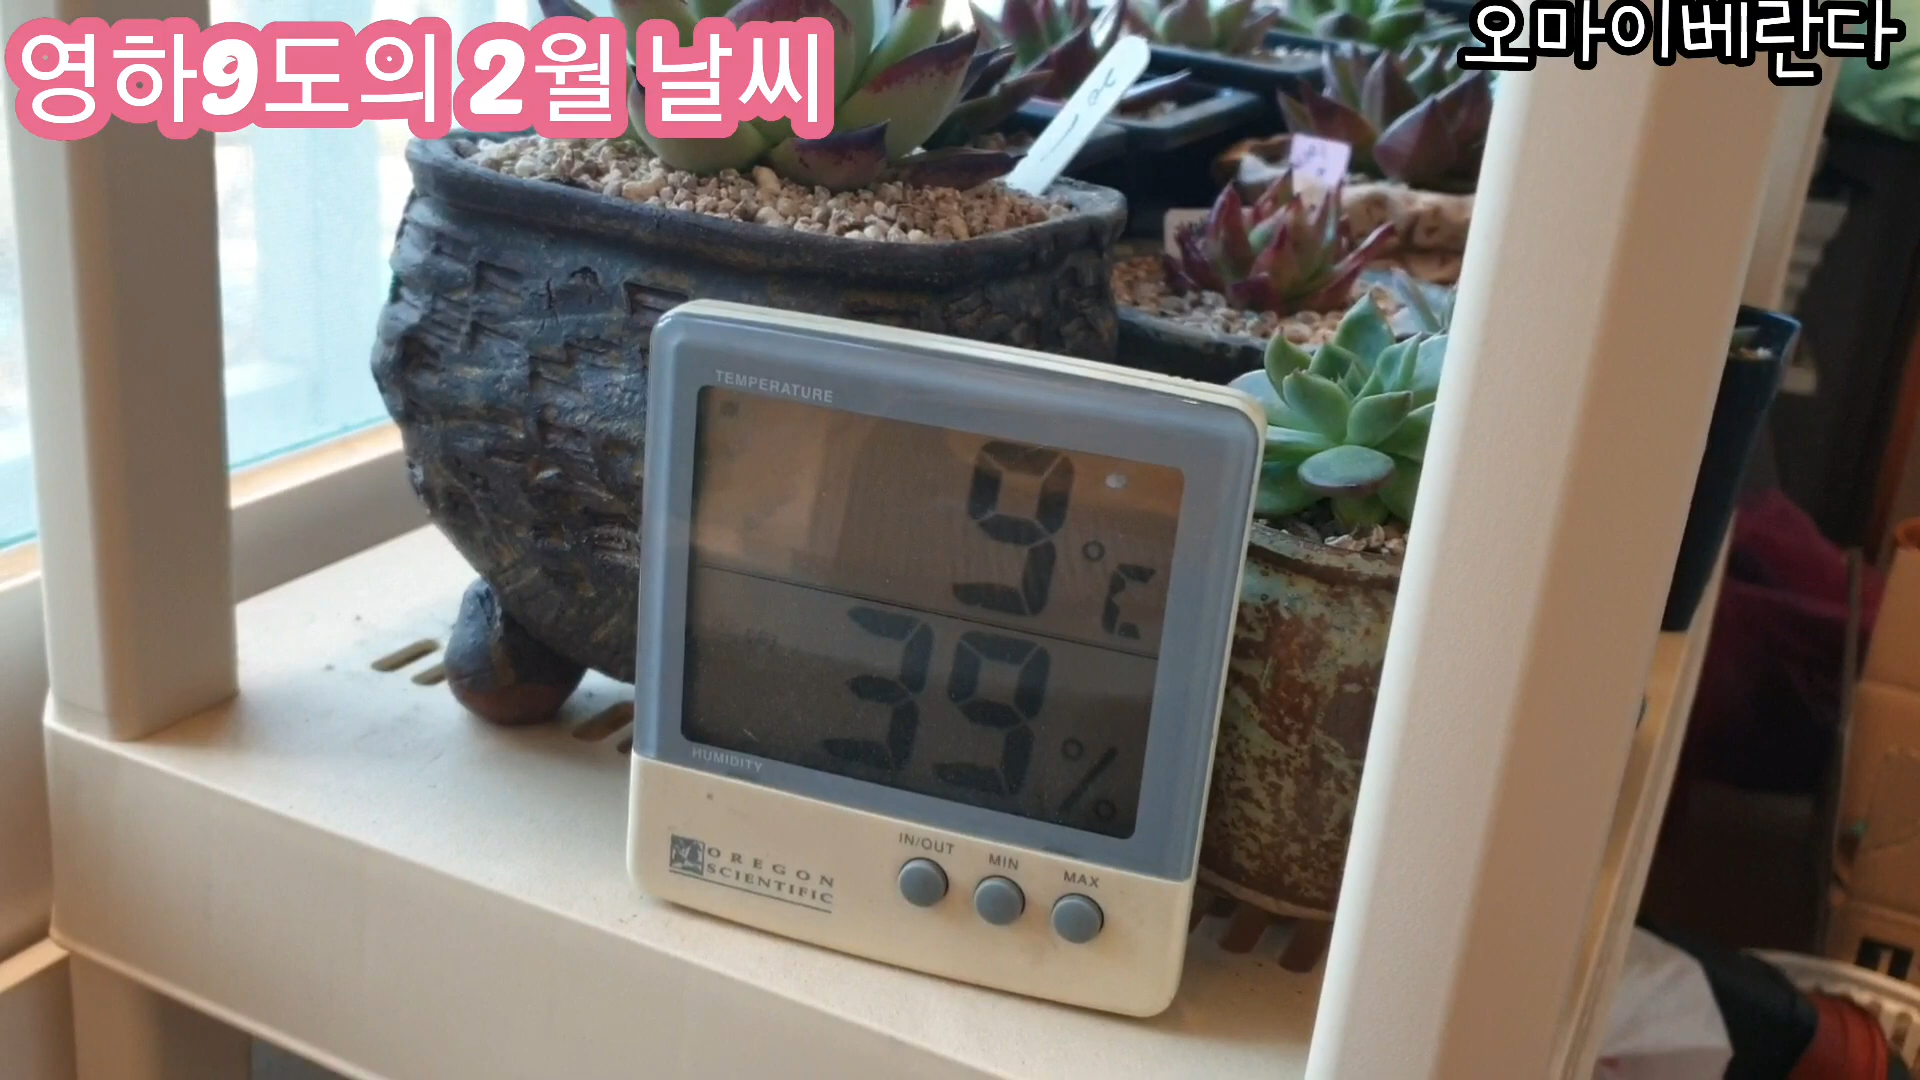 영하9도의 2월 날씨
오마이베란다
TEMPERATURE
9°C
39%
HUMIDITY
IN/OUT MIN MAX
OREGON
SCIENTIFIC